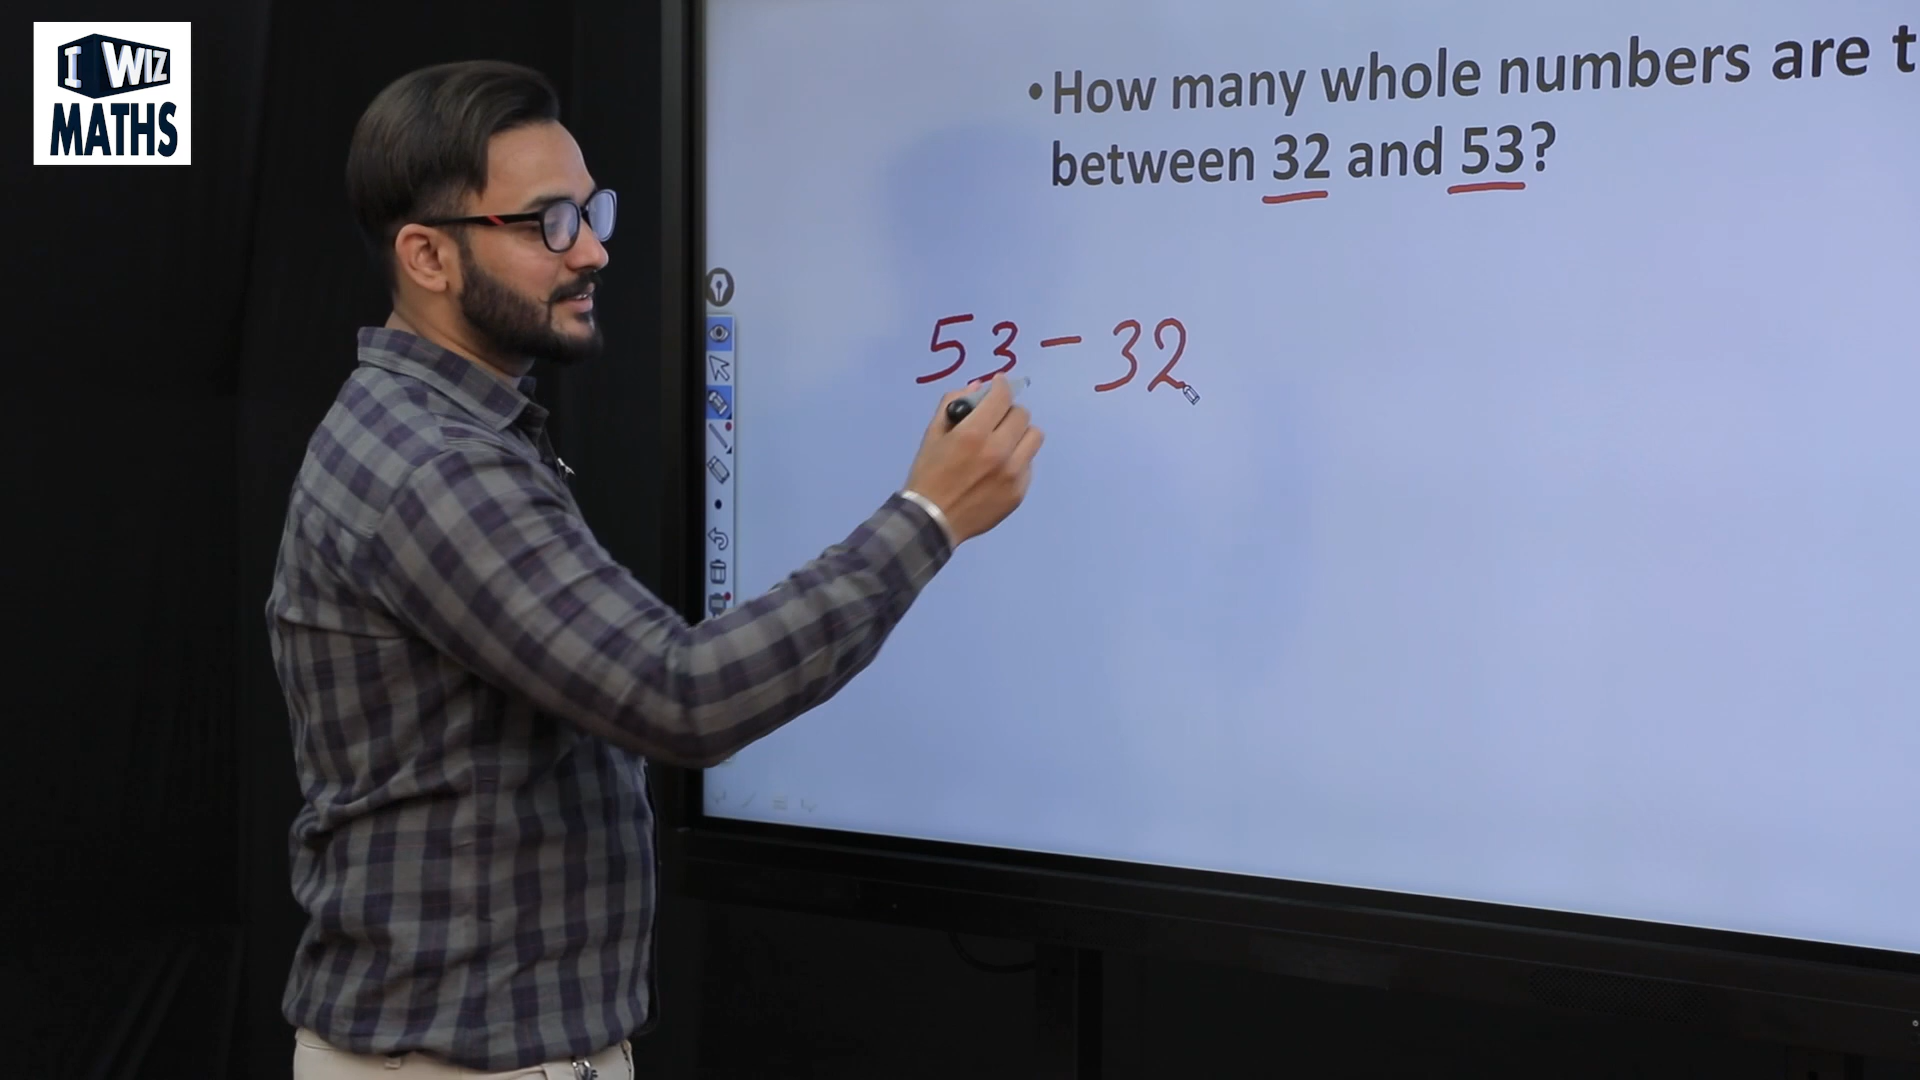 I WIZ
MATHS
•How many whole numbers are t
between 32 and 53?
53-32